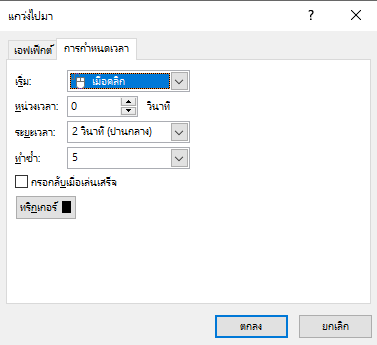 แกว่งไปมา
?
เอฟเฟ็กต์ การกำหนดเวลา
เริ่ม: เมื่อคลิก
หน่วงเวลา: 0 วินาที
ระยะเวลา: 2 วินาที (ปานกลาง)
ทำซ้ำ: 5
กรอกลับเมื่อเล่นเสร็จ
ทริกเกอร์
ตกลง ยกเลิก